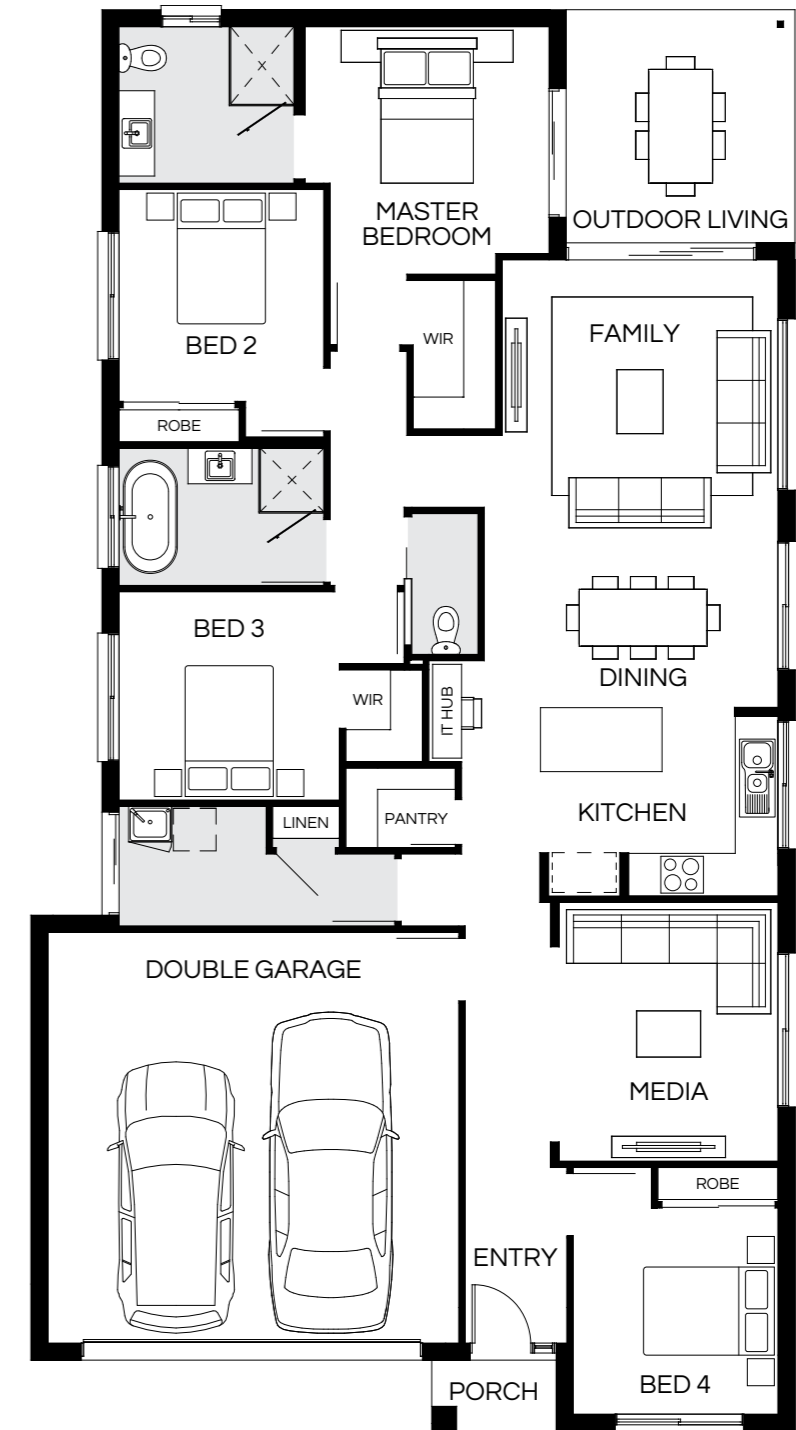 MASTER
BEDROOM
OUTDOOR LIVING
BED 2
WIR
FAMILY
ROBE
BED 3
DINING
WIR
IT HUB
LINEN
PANTRY
KITCHEN
DOUBLE GARAGE
MEDIA
ROBE
ENTRY
PORCH
BED 4